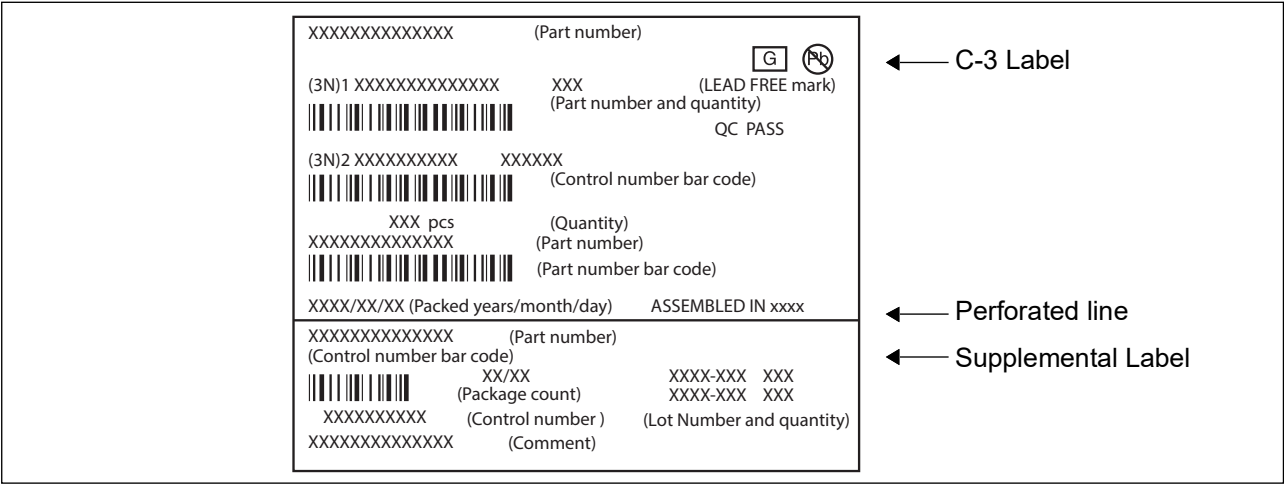 XXXXXXXXXXXXXX (Part number)
G Pb
C-3 Label
(3N)1 XXXXXXXXXXXXXX XXX (LEAD FREE mark)
(Part number and quantity)
QC PASS
(3N)2 XXXXXXXXXX XXXXXX
(Control number bar code)
XXX pcs (Quantity)
XXXXXXXXXXXXXX (Part number)
(Part number bar code)
XXXX/XX/XX (Packed years/month/day) ASSEMBLED IN xxxx
Perforated line
XXXXXXXXXXXXXX (Part number)
(Control number bar code)
Supplemental Label
XX/XX XXXX-XXX XXX
(Package count) XXXX-XXX XXX
XXXXXXXXXX (Control number ) (Lot Number and quantity)
XXXXXXXXXXXXXX (Comment)